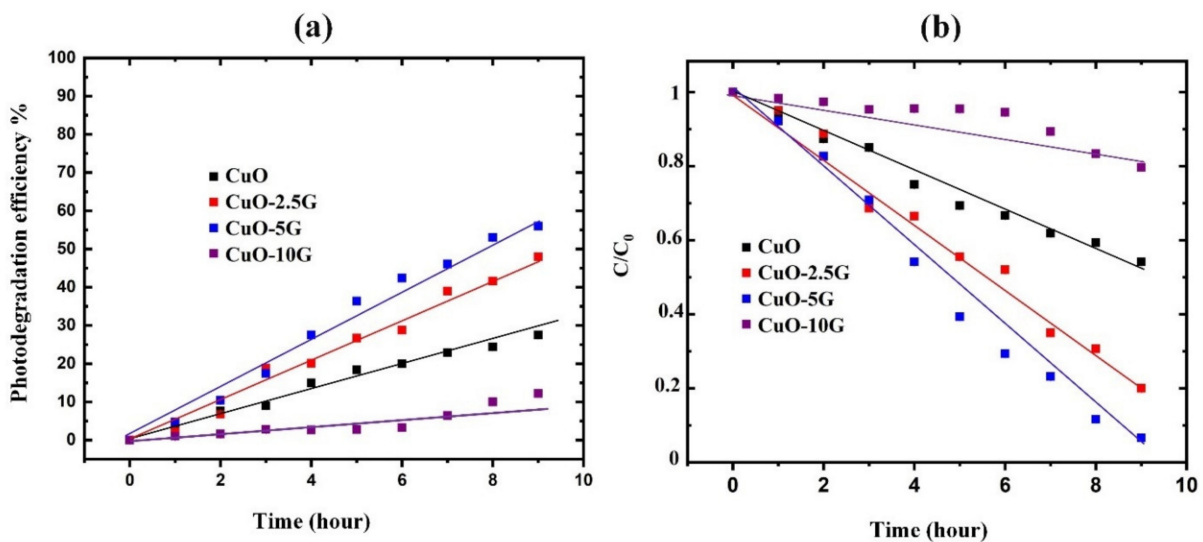 (a)
Photodegradation efficiency %
100
90
80
70
60
50
40
30
20
10
0
CuO
CuO-2.5G
CuO-5G
CuO-10G
0 2 4 6 8 10
Time (hour)
(b)
C/C0
1
0.8
0.6
0.4
0.2
0
CuO
CuO-2.5G
CuO-5G
CuO-10G
0 2 4 6 8 10
Time (hour)